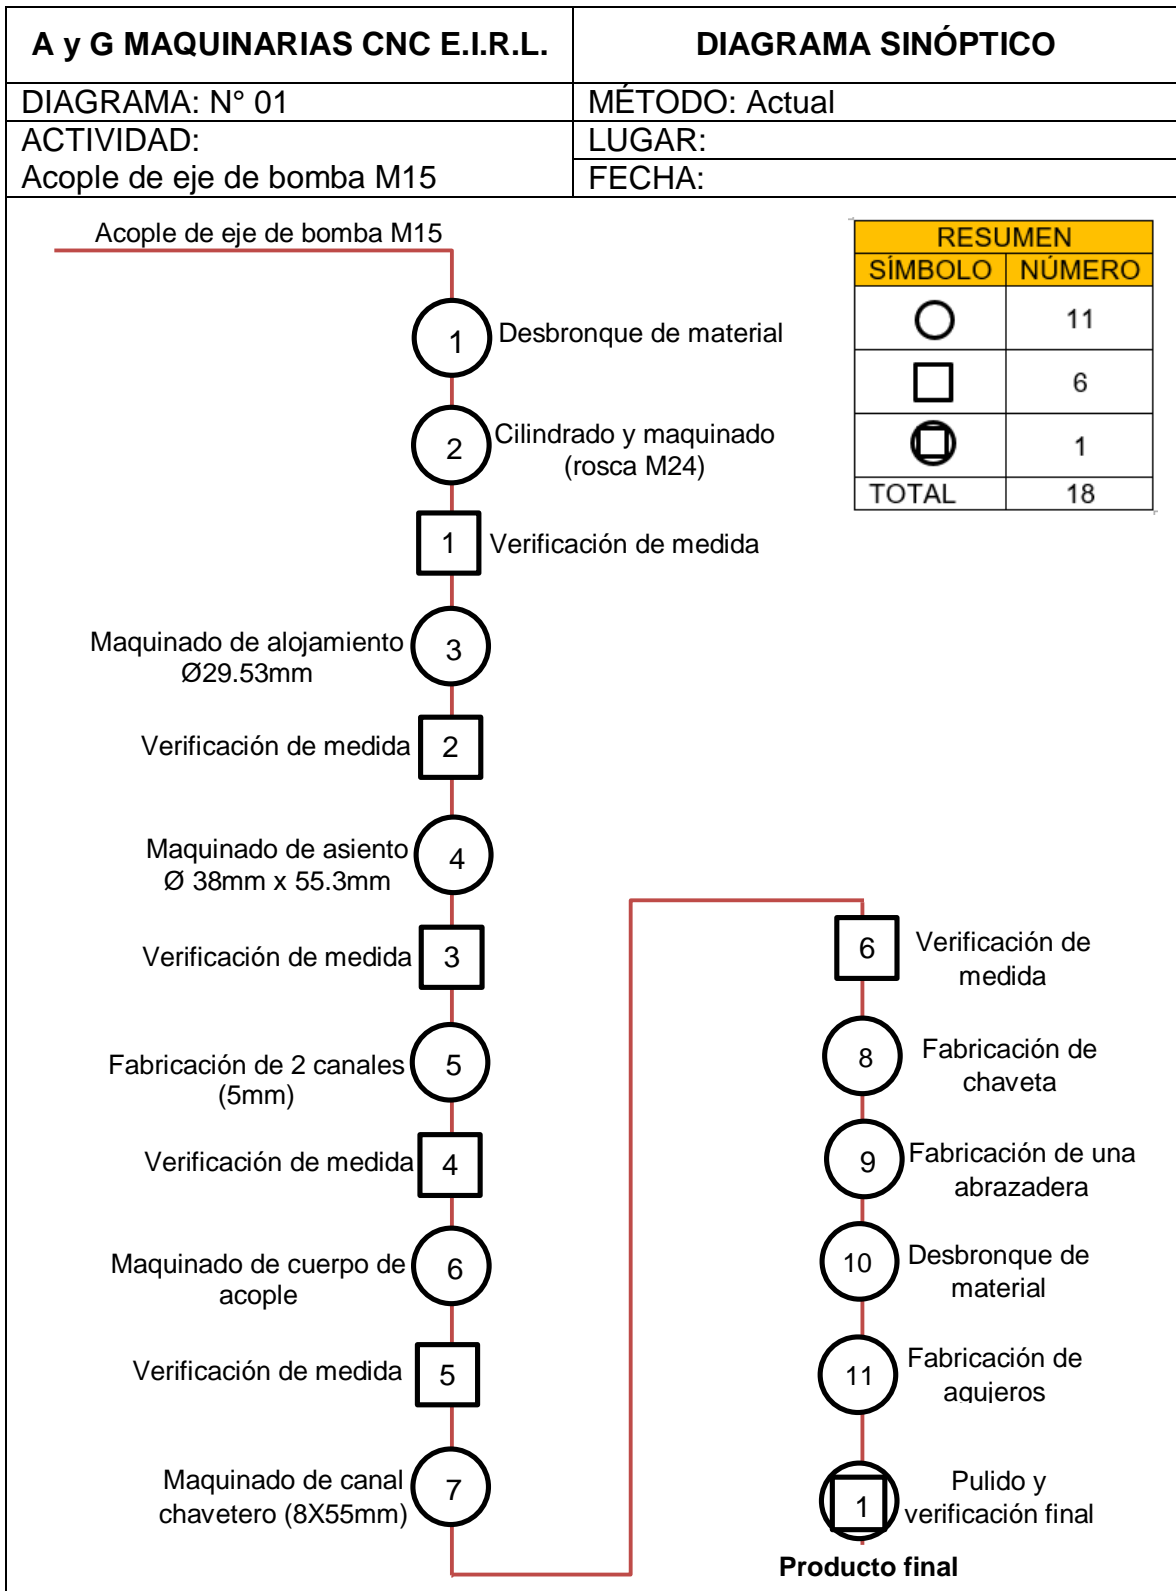 A y G MAQUINARIAS CNC E.I.R.L.
DIAGRAMA SINÓPTICO
DIAGRAMA: N° 01
MÉTODO: Actual
ACTIVIDAD:
Acople de eje de bomba M15
LUGAR:
FECHA:
Acople de eje de bomba M15
RESUMEN
SÍMBOLO NÚMERO
11
6
1
TOTAL 18
1 Desbronque de material
2 Cilindrado y maquinado
(rosca M24)
1 Verificación de medida
Maquinado de alojamiento
Ø29.53mm
3
Verificación de medida 2
Maquinado de asiento
Ø 38mm x 55.3mm
4
Verificación de medida 3
Fabricación de 2 canales
(5mm)
5
Verificación de medida 4
Maquinado de cuerpo de
acople
6
Verificación de medida 5
Maquinado de canal
chavetero (8X55mm)
7
6 Verificación de
medida
8 Fabricación de
chaveta
9 Fabricación de una
abrazadera
10 Desbronque de
material
11 Fabricación de
agujeros
1 Pulido y
verificación final
Producto final